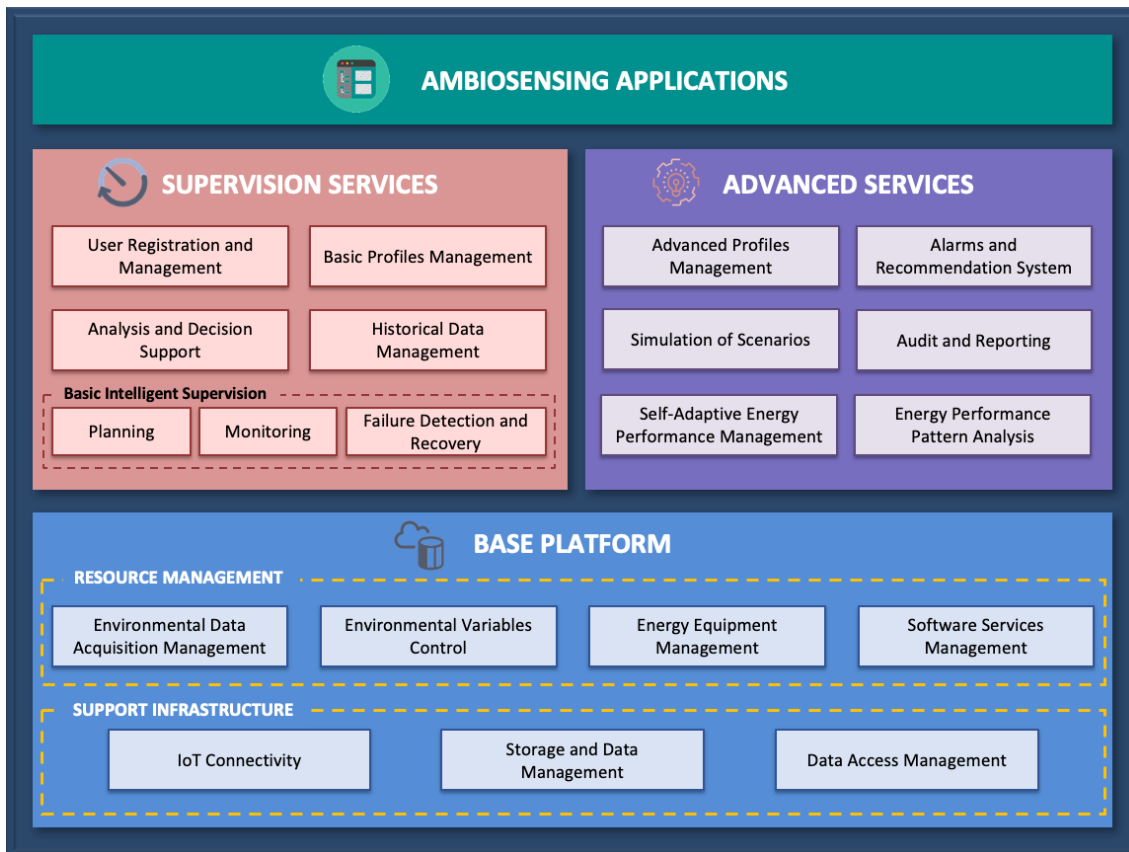 AMBIOSENSING APPLICATIONS
SUPERVISION SERVICES
User Registration and
Management
Basic Profiles Management
Analysis and Decision
Support
Historical Data
Management
Basic Intelligent Supervision
Planning
Monitoring
Failure Detection and
Recovery
ADVANCED SERVICES
Advanced Profiles
Management
Alarms and
Recommendation System
Simulation of Scenarios
Audit and Reporting
Self-Adaptive Energy
Performance Management
Energy Performance
Pattern Analysis
BASE PLATFORM
RESOURCE MANAGEMENT
Environmental Data
Acquisition Management
Environmental Variables
Control
Energy Equipment
Management
Software Services
Management
SUPPORT INFRASTRUCTURE
IoT Connectivity
Storage and Data
Management
Data Access Management